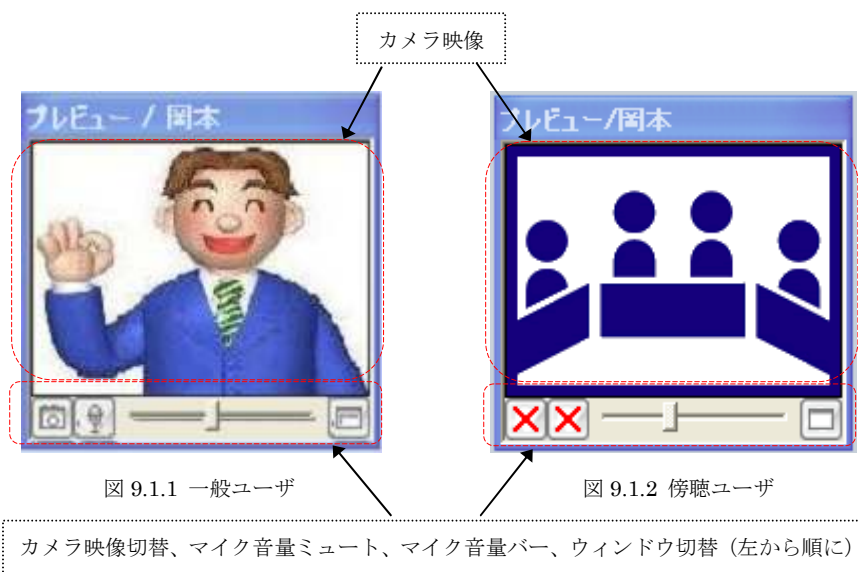 カメラ映像
プレビュー / 岡本
プレビュー/岡本
図 9.1.1 一般ユーザ
図 9.1.2 傍聴ユーザ
カメラ映像切替、マイク音量ミュート、マイク音量バー、ウィンドウ切替（左から順に）